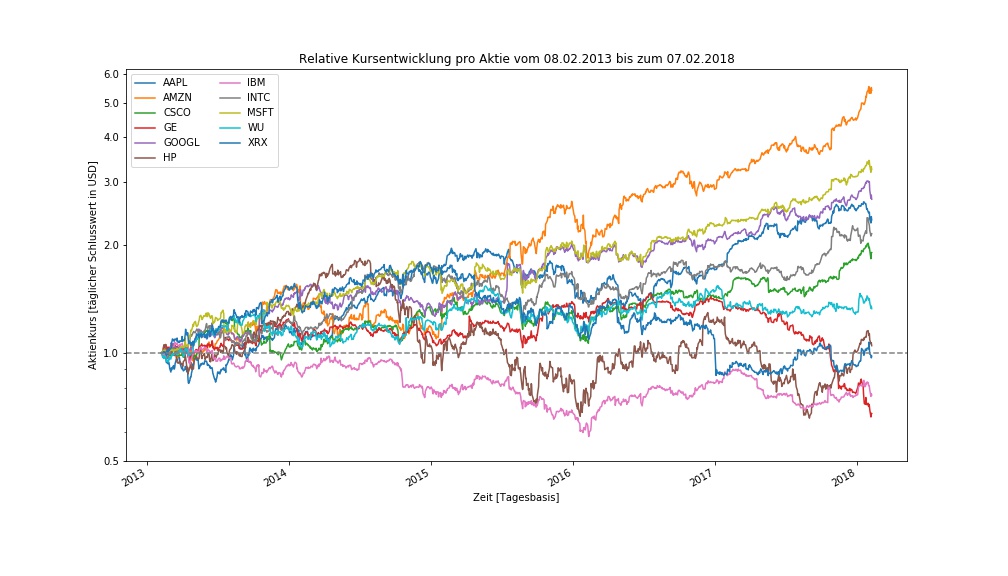 Relative Kursentwicklung pro Aktie vom 08.02.2013 bis zum 07.02.2018
6.0
5.0
4.0
3.0
2.0
1.0
0.5
Aktienkurs [täglicher Schlusswert in USD]
AAPL
AMZN
CSCO
GE
GOOGL
HP
IBM
INTC
MSFT
WU
XRX
2013
2014
2015
2016
2017
2018
Zeit [Tagesbasis]